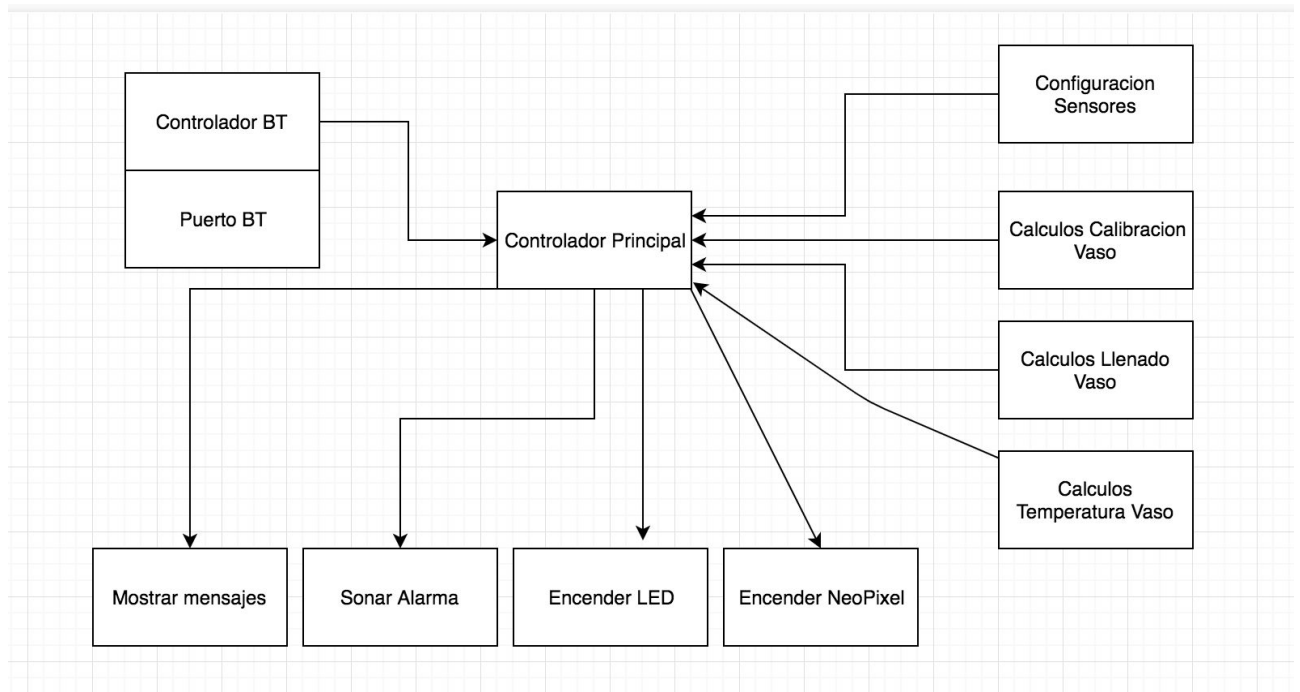 Configuracion
Sensores
Controlador BT
Puerto BT
Controlador Principal
Calculos Calibracion
Vaso
Calculos Llenado
Vaso
Calculos
Temperatura Vaso
Mostrar mensajes
Sonar Alarma
Encender LED
Encender NeoPixel